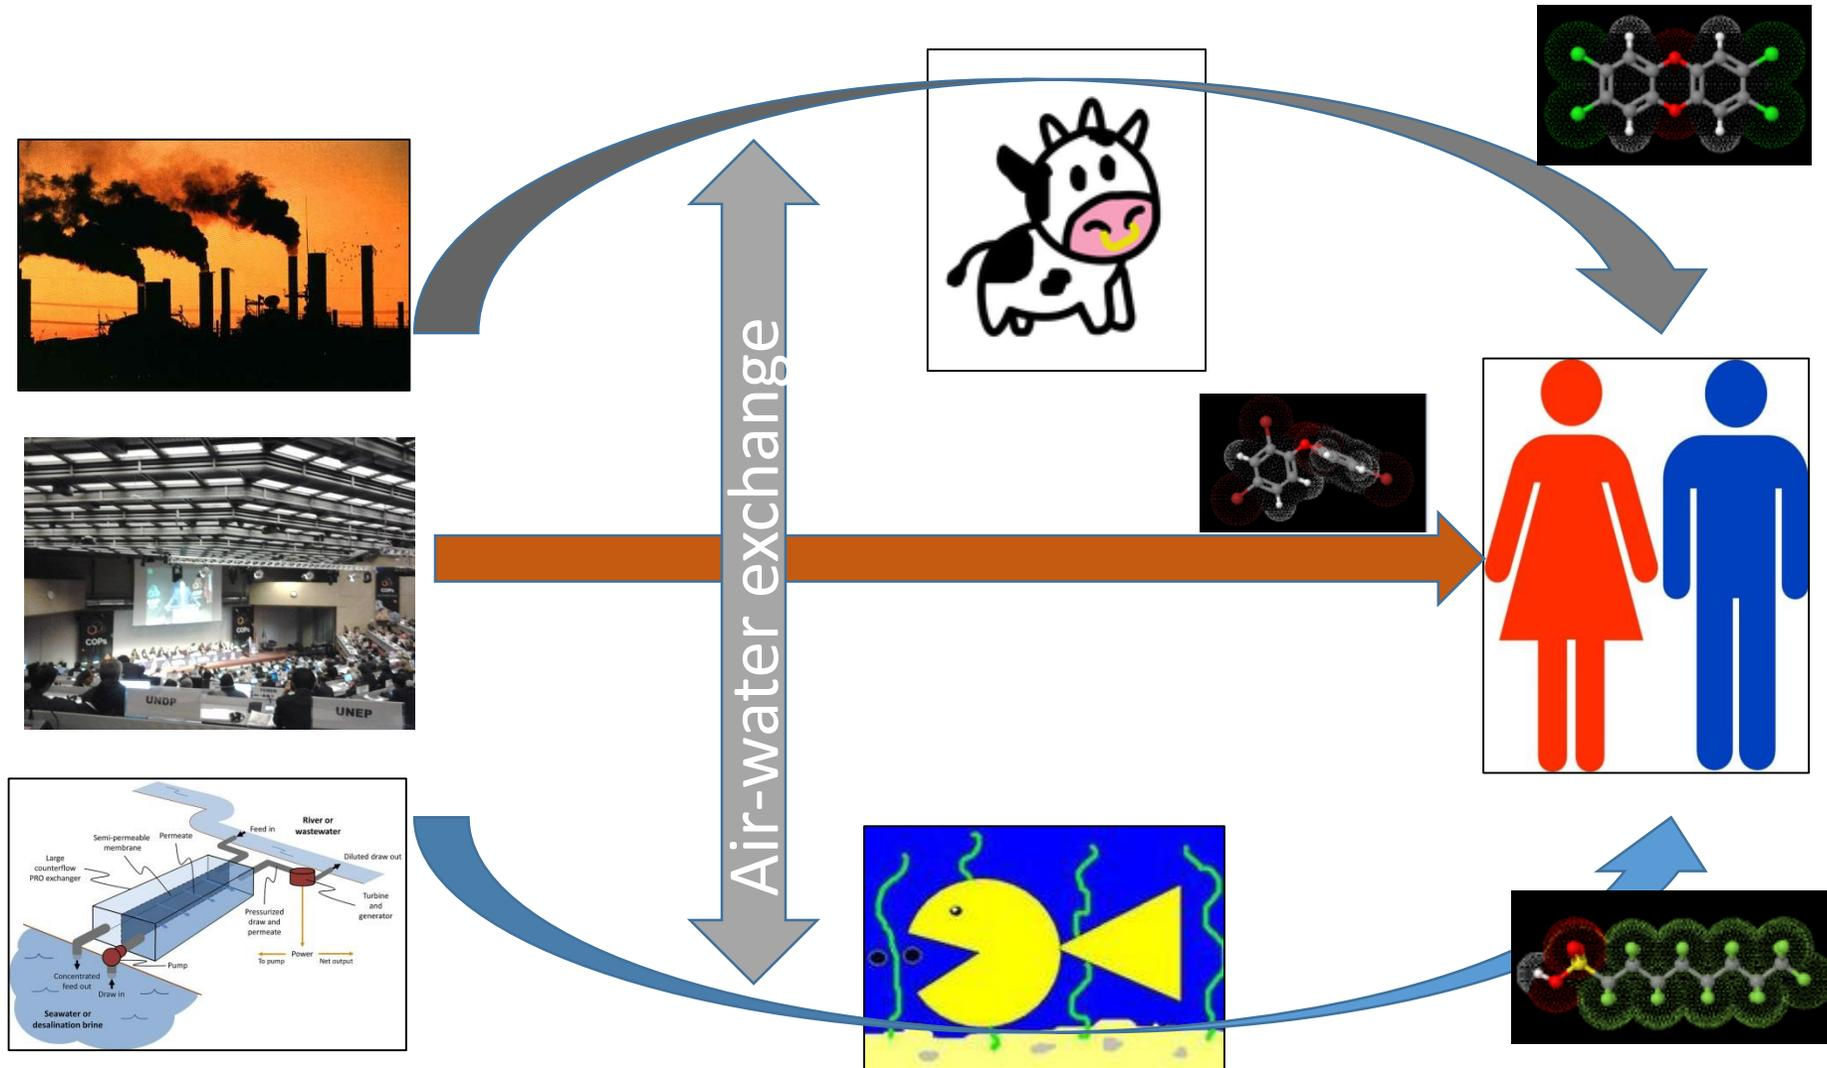 Air-water exchange
COPs
COPs
UNDP
YEMEN
UNEP
River or
wastewater
Feed in
Semi-permeable
membrane
Permeate
Large
counterflow
PRO exchanger
Diluted draw out
Turbine
and
generator
Pressurized
draw and
permeate
Power
To pump
Net output
Pump
Concentrated
feed out
Draw in
Seawater or
desalination brine